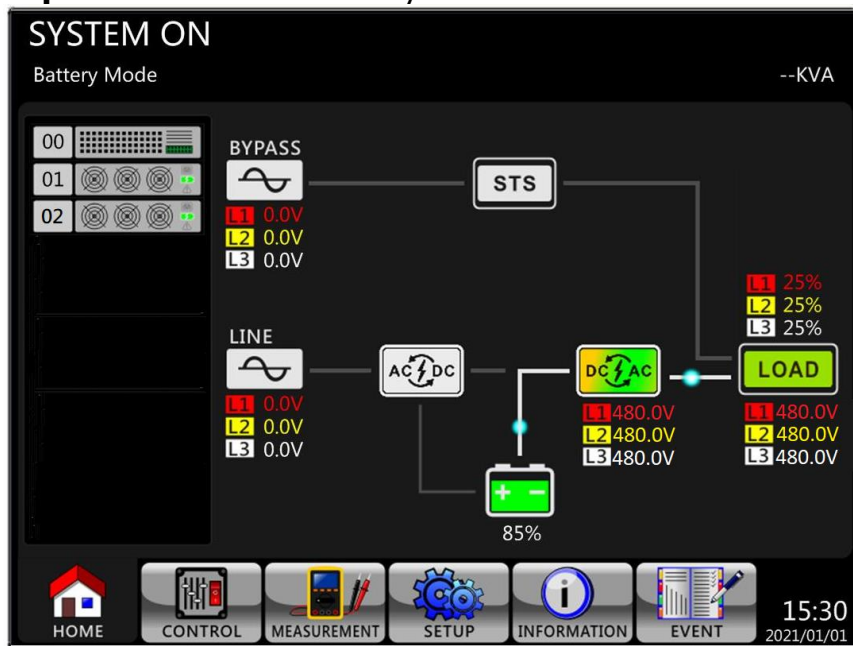 SYSTEM ON
Battery Mode
--KVA
00
01
02
BYPASS
L1 0.0V
L2 0.0V
L3 0.0V
STS
L1 25%
L2 25%
L3 25%
LINE
L1 0.0V
L2 0.0V
L3 0.0V
AC DC
DC AC
LOAD
L1 480.0V
L2 480.0V
L3 480.0V
L1 480.0V
L2 480.0V
L3 480.0V
+ −
85%
HOME
CONTROL
MEASUREMENT
SETUP
i
INFORMATION
EVENT
15:30
2021/01/01